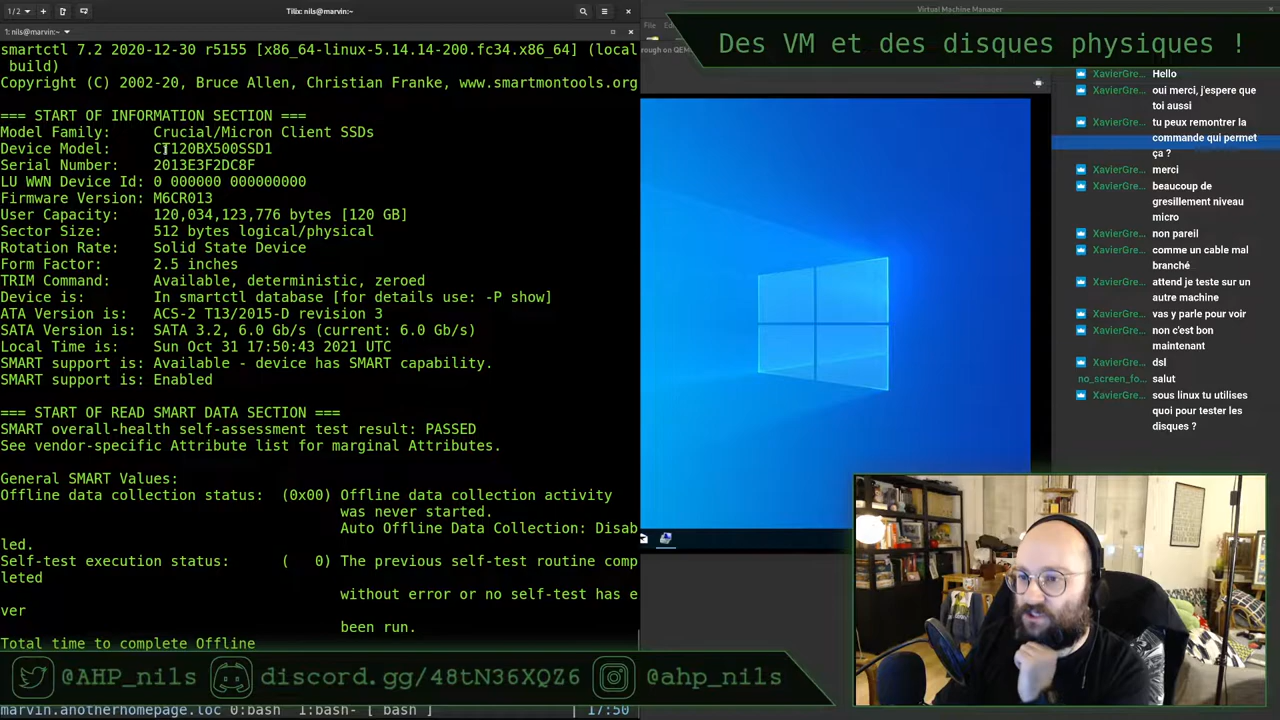 1 / 2
Tilix: nils@marvin:~
1: nils@marvin:~
smartctl 7.2 2020-12-30 r5155 [x86_64-linux-5.14.14-200.fc34.x86_64] (local
build)
Copyright (C) 2002-20, Bruce Allen, Christian Franke, www.smartmontools.org
=== START OF INFORMATION SECTION ===
Model Family: Crucial/Micron Client SSDs
Device Model: CT120BX500SSD1
Serial Number: 2013E3F2DC8F
LU WWN Device Id: 0 000000 000000000
Firmware Version: M6CR013
User Capacity: 120,034,123,776 bytes [120 GB]
Sector Size: 512 bytes logical/physical
Rotation Rate: Solid State Device
Form Factor: 2.5 inches
TRIM Command: Available, deterministic, zeroed
Device is: In smartctl database [for details use: -P show]
ATA Version is: ACS-2 T13/2015-D revision 3
SATA Version is: SATA 3.2, 6.0 Gb/s (current: 6.0 Gb/s)
Local Time is: Sun Oct 31 17:50:43 2021 UTC
SMART support is: Available - device has SMART capability.
SMART support is: Enabled
=== START OF READ SMART DATA SECTION ===
SMART overall-health self-assessment test result: PASSED
See vendor-specific Attribute list for marginal Attributes.
General SMART Values:
Offline data collection status: (0x00) Offline data collection activity
was never started.
Auto Offline Data Collection: Disab
led.
Self-test execution status: ( 0) The previous self-test routine comp
leted
without error or no self-test has e
ver
been run.
Total time to complete Offline
marvin.anotherhomepage.loc 0:bash 1:bash- [ bash ] | 17:50
Virtual Machine Manager
File
rough on QEM
Des VM et des disques physiques !
XavierGre... Hello
XavierGre... oui merci, j'espere que
toi aussi
XavierGre... tu peux remontrer la
commande qui permet
ça ?
XavierGre... merci
XavierGre... beaucoup de
gresillement niveau
micro
XavierGre... non pareil
XavierGre... comme un cable mal
branché
XavierGre... attend je teste sur un
autre machine
XavierGre... vas y parle pour voir
XavierGre... non c'est bon
maintenant
XavierGre... dsl
no_screen_fo... salut
XavierGre... sous linux tu utilises
quoi pour tester les
disques ?
@AHP_nils discord.gg/48tN36XQZ6 @ahp_nils